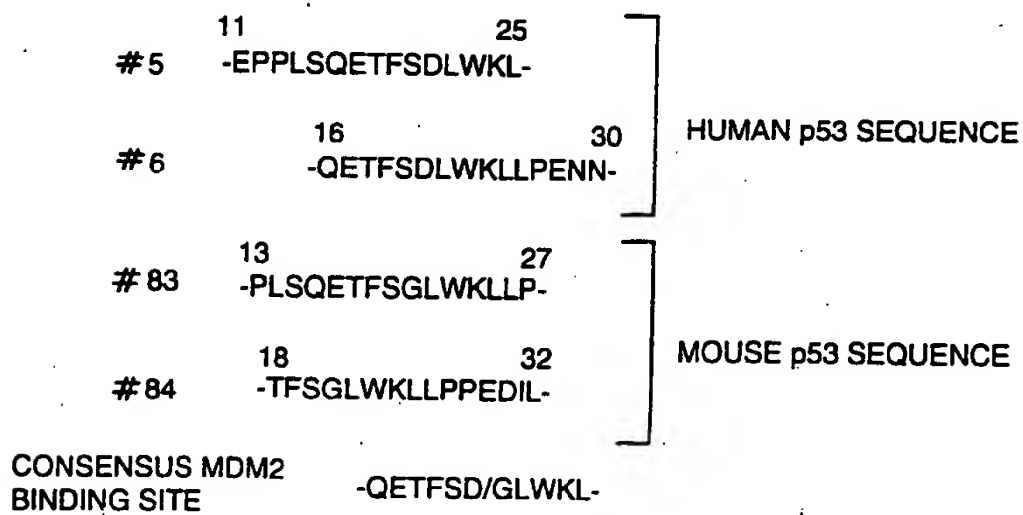 11 25
#5 -EPPLSQETFSDLWKL-
16 30
#6 -QETFSDLWKLLPENN-
HUMAN p53 SEQUENCE
13 27
#83 -PLSQETFSGLWKLLP-
18 32
#84 -TFSGLWKLLPPEDIL-
MOUSE p53 SEQUENCE
CONSENSUS MDM2
BINDING SITE -QETFSD/GLWKL-